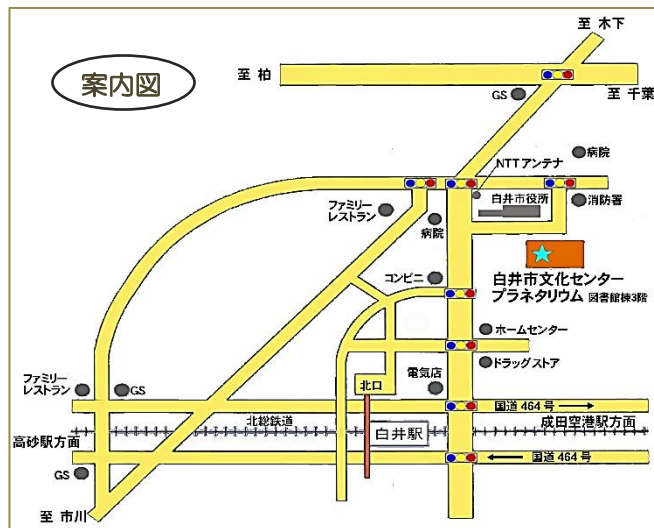 至 木下
案内図
至 柏
至 千葉
GS
病院
NTTアンテナ
白井市役所
消防署
ファミリー
レストラン
病院
白井市文化センター
プラネタリウム 図書館棟3階
コンビニ
ホームセンター
ドラッグストア
電気店
北口
ファミリー
レストラン
GS
国道 464 号
北総鉄道
成田空港駅方面
高砂駅方面
白井駅
国道 464 号
GS
至 市川